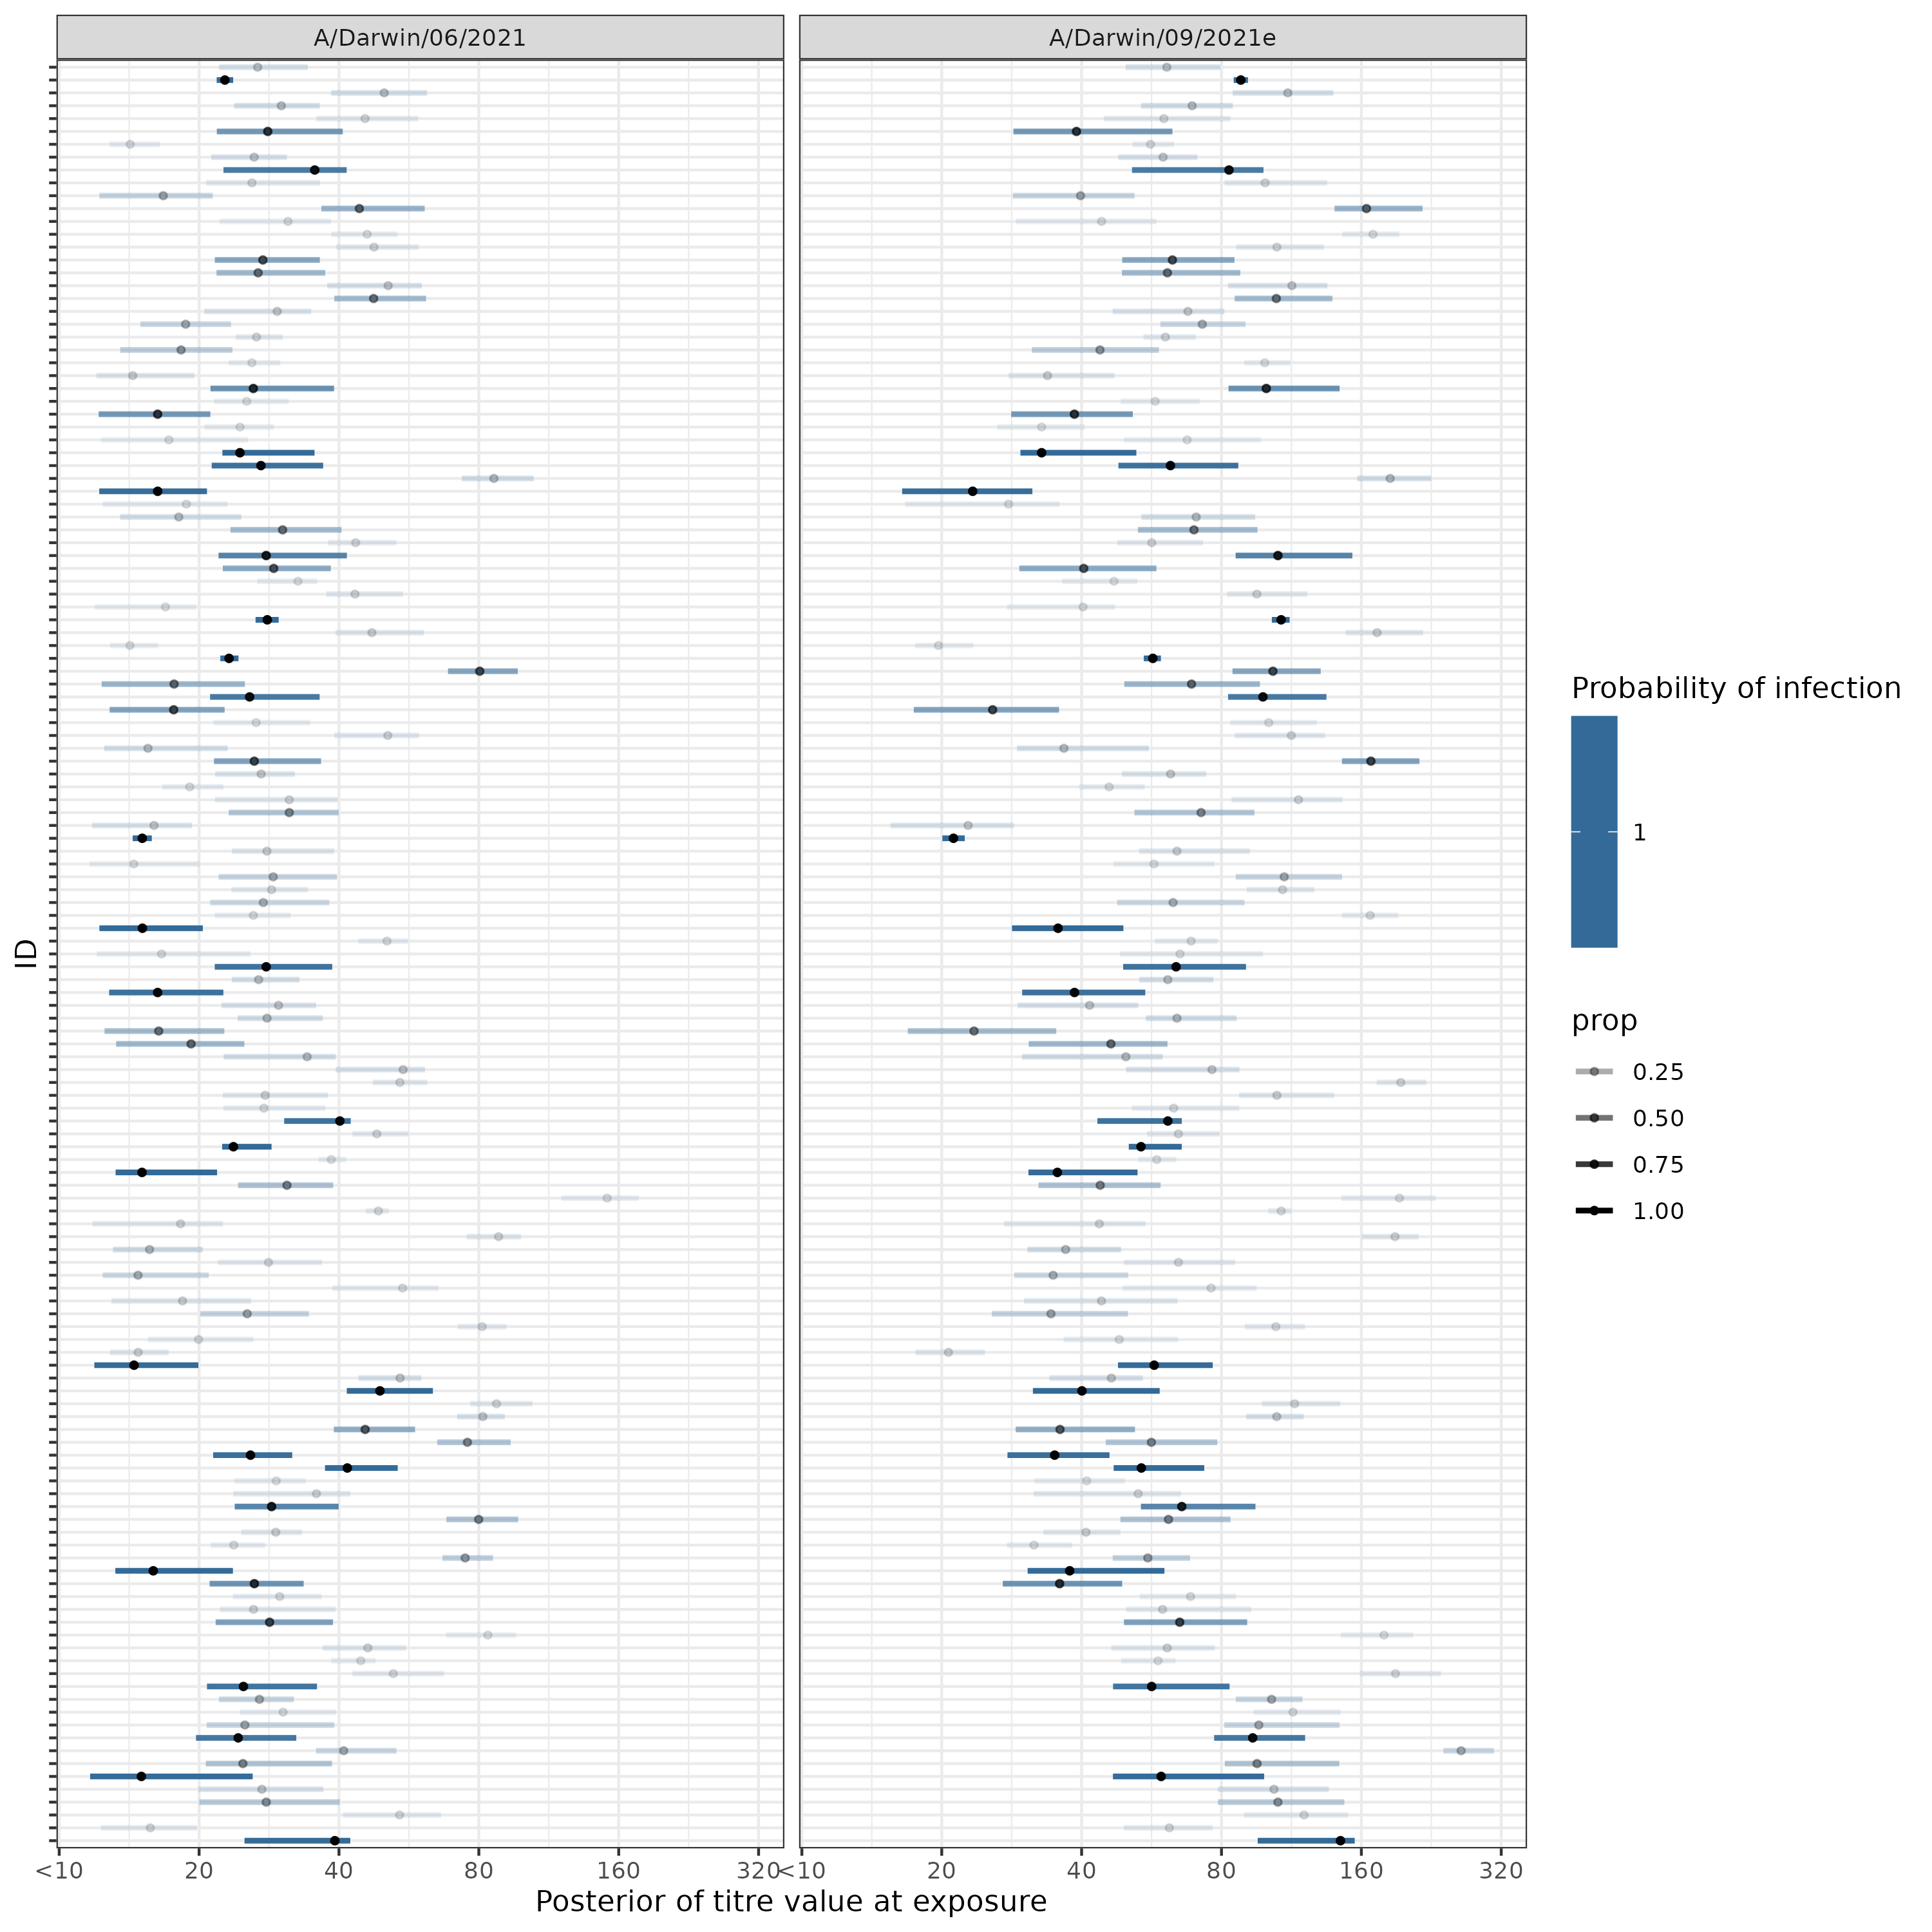 A/Darwin/06/2021
A/Darwin/09/2021e
ID
<10 20 40 80 160 320
<10 20 40 80 160 320
Posterior of titre value at exposure
Probability of infection
1
prop
0.25
0.50
0.75
1.00